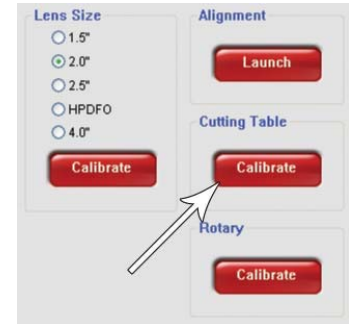 Lens Size
1.5"
2.0"
2.5"
HPDFO
4.0"
Calibrate
Alignment
Launch
Cutting Table
Calibrate
Rotary
Calibrate